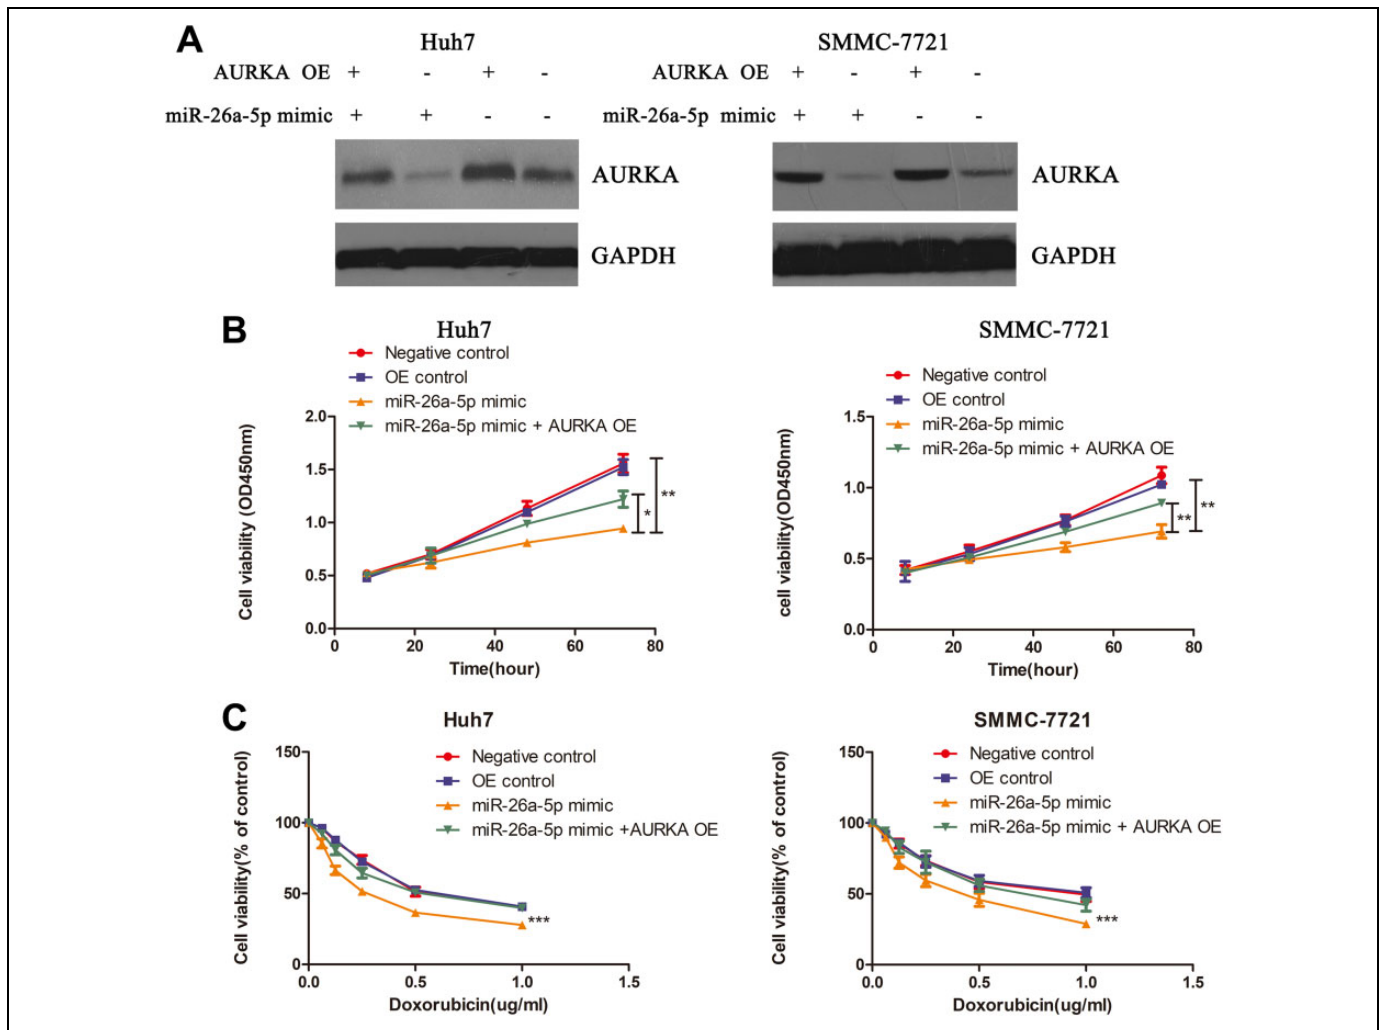 A
Huh7
SMMC-7721
AURKA OE + - + -
AURKA OE + - + -
miR-26a-5p mimic + + - -
miR-26a-5p mimic + + - -
AURKA
AURKA
GAPDH
GAPDH
B
Huh7
Negative control
OE control
miR-26a-5p mimic
miR-26a-5p mimic + AURKA OE
Cell viability (OD450nm)
2.0
1.5
1.0
0.5
0.0
0 20 40 60 80
Time(hour)
*
**
SMMC-7721
Negative control
OE control
miR-26a-5p mimic
miR-26a-5p mimic + AURKA OE
cell viability(OD450nm)
1.5
1.0
0.5
0.0
0 20 40 60 80
Time(hour)
**
**
C
Huh7
Negative control
OE control
miR-26a-5p mimic
miR-26a-5p mimic +AURKA OE
Cell viability(% of control)
150
100
50
0
0.0 0.5 1.0 1.5
Doxorubicin(ug/ml)
***
SMMC-7721
Negative control
OE control
miR-26a-5p mimic
miR-26a-5p mimic + AURKA OE
Cell viability(% of control)
150
100
50
0
0.0 0.5 1.0 1.5
Doxorubicin(ug/ml)
***